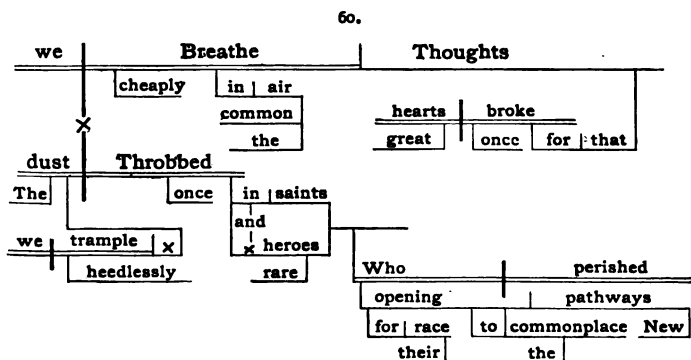 60.
we Breathe Thoughts
cheaply in air
common hearts broke
× the great once for that
dust Throbbed
The once in saints
and
we trample × × heroes
heedlessly rare Who perished
opening pathways
for race to commonplace New
their the